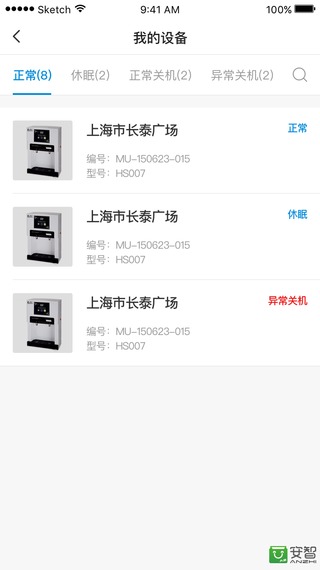 Sketch
9:41 AM
100%
我的设备
正常(8)
休眠(2)
正常关机(2)
异常关机(2)
上海市长泰广场
正常
编号：MU-150623-015
型号：HS007
上海市长泰广场
休眠
编号：MU-150623-015
型号：HS007
上海市长泰广场
异常关机
编号：MU-150623-015
型号：HS007
安智
ANZHI